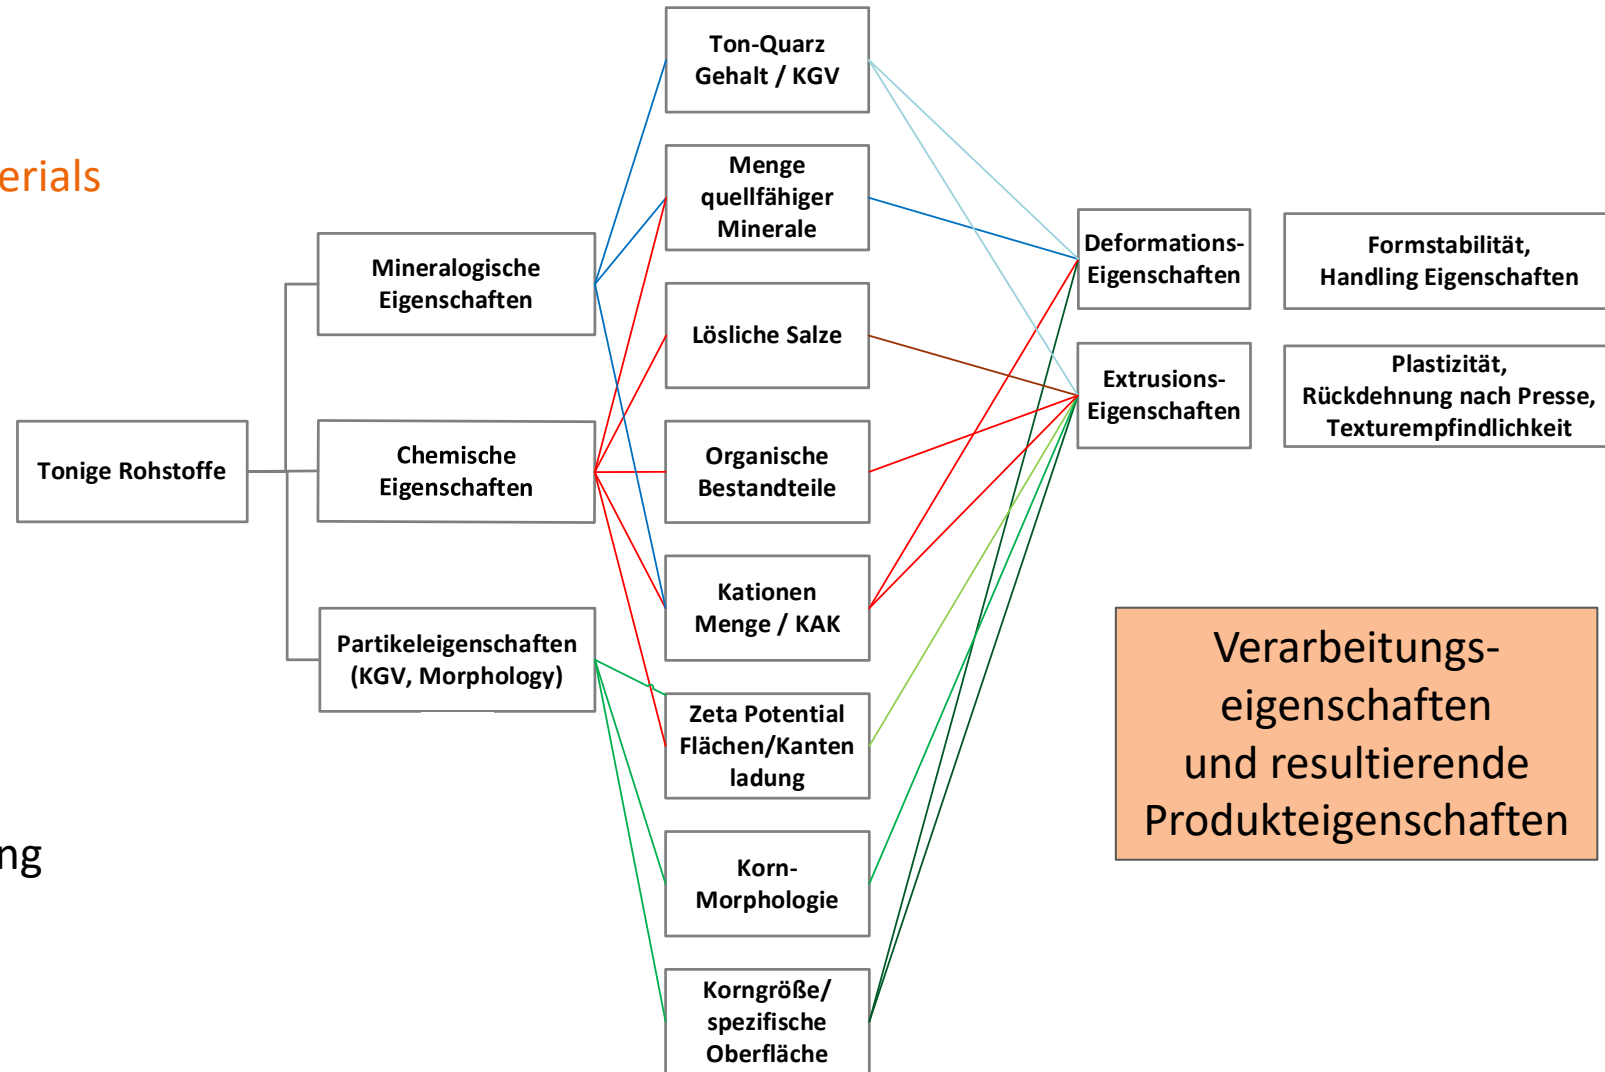 erials
ng
Tonige Rohstoffe
Mineralogische
Eigenschaften
Chemische
Eigenschaften
Partikeleigenschaften
(KGV, Morphology)
Ton-Quarz
Gehalt / KGV
Menge
quellfähiger
Minerale
Lösliche Salze
Organische
Bestandteile
Kationen
Menge / KAK
Zeta Potential
Flächen/Kanten
ladung
Korn-
Morphologie
Korngröße/
spezifische
Oberfläche
Deformations-
Eigenschaften
Extrusions-
Eigenschaften
Formstabilität,
Handling Eigenschaften
Plastizität,
Rückdehnung nach Presse,
Texturempfindlichkeit
Verarbeitungs-
eigenschaften
und resultierende
Produkteigenschaften